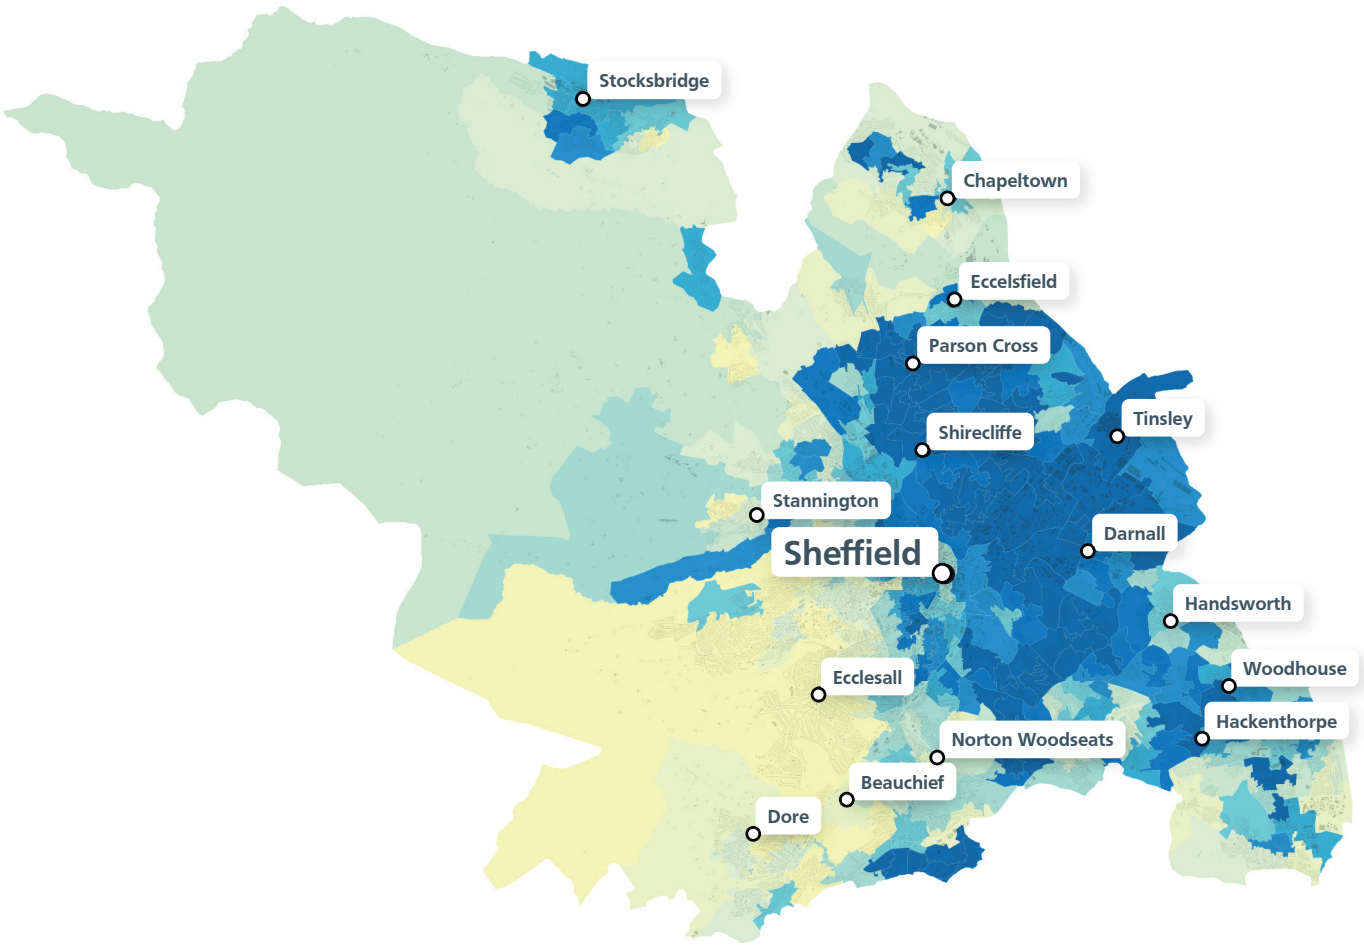 Stocksbridge
Chapeltown
Eccelsfield
Parson Cross
Tinsley
Shirecliffe
Stannington
Darnall
Sheffield
Handsworth
Woodhouse
Ecclesall
Hackenthorpe
Norton Woodseats
Beauchief
Dore